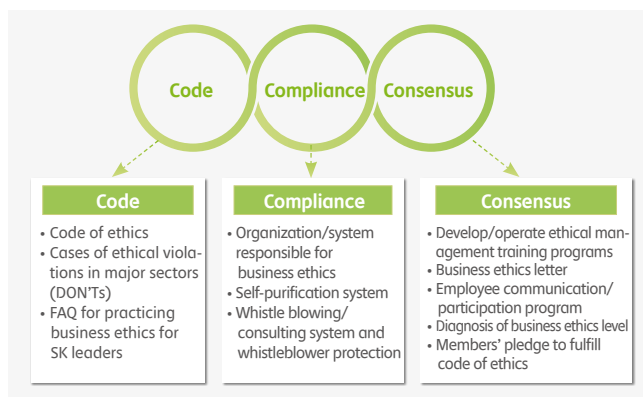 Code
Compliance
Consensus
Code
• Code of ethics
• Cases of ethical viola-
tions in major sectors
(DON'Ts)
• FAQ for practicing
business ethics for
SK leaders
Compliance
• Organization/system
responsible for
business ethics
• Self-purification system
• Whistle blowing/
consulting system and
whistleblower protection
Consensus
• Develop/operate ethical man-
agement training programs
• Business ethics letter
• Employee communication/
participation program
• Diagnosis of business ethics level
• Members' pledge to fulfill
code of ethics